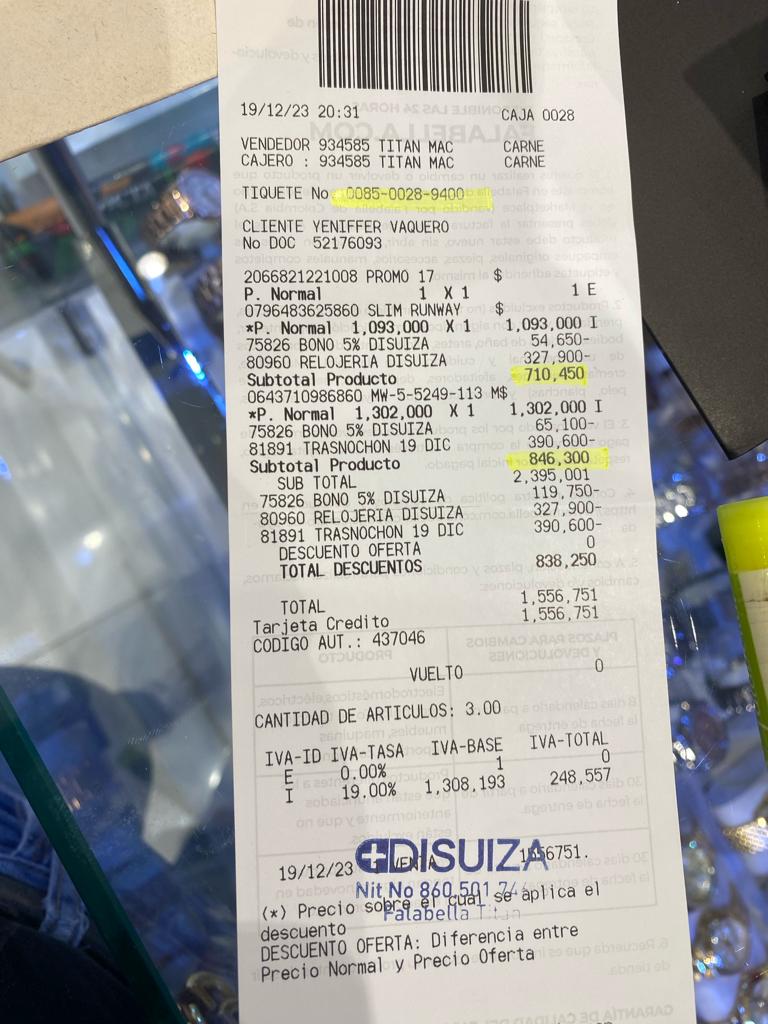 19/12/23 20:31 CAJA 0028
VENDEDOR 934585 TITAN MAC CARNE
CAJERO : 934585 TITAN MAC CARNE
TIQUETE No 0085-0028-9400
CLIENTE YENIFFER VAQUERO
No DOC 52176093
2066821221008 PROMO 17 $
P. Normal 1 X 1 1 E
0796483625860 SLIM RUNWAY $
*P. Normal 1,093,000 X 1 1,093,000 I
75826 BONO 5% DISUIZA 54,650-
80960 RELOJERIA DISUIZA 327,900-
Subtotal Producto 710,450
0643710986860 MW-5-5249-113 M$
*P. Normal 1,302,000 X 1 1,302,000 I
75826 BONO 5% DISUIZA 65,100-
81891 TRASNOCHON 19 DIC 390,600-
Subtotal Producto 846,300
SUB TOTAL 2,395,001
75826 BONO 5% DISUIZA 119,750-
80960 RELOJERIA DISUIZA 327,900-
81891 TRASNOCHON 19 DIC 390,600-
DESCUENTO OFERTA 0
TOTAL DESCUENTOS 838,250
TOTAL 1,556,751
Tarjeta Credito 1,556,751
CODIGO AUT.: 437046
VUELTO 0
CANTIDAD DE ARTICULOS: 3.00
IVA-ID IVA-TASA IVA-BASE IVA-TOTAL
E 0.00% 1 0
I 19.00% 1,308,193 248,557
19/12/23 VENTA 1556751.
DISUIZA
Nit No 860.501.74
Falabella Titan
(*) Precio sobre el cual se aplica el
descuento
DESCUENTO OFERTA: Diferencia entre
Precio Normal y Precio Oferta